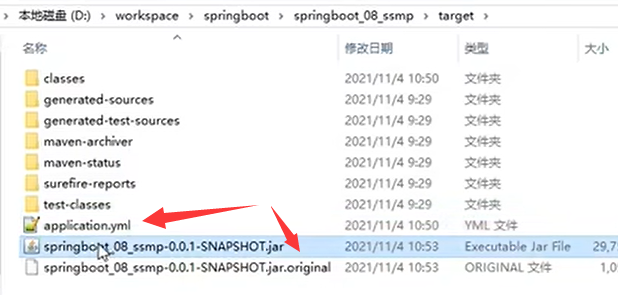 本地磁盘 (D:) › workspace › springboot › springboot_08_ssmp › target ›
名称 修改日期 类型 大小
classes 2021/11/4 10:50 文件夹
generated-sources 2021/11/4 9:29 文件夹
generated-test-sources 2021/11/4 9:29 文件夹
maven-archiver 2021/11/4 9:29 文件夹
maven-status 2021/11/4 9:29 文件夹
surefire-reports 2021/11/4 9:29 文件夹
test-classes 2021/11/4 9:29 文件夹
application.yml 2021/11/4 10:50 YML 文件
springboot_08_ssmp-0.0.1-SNAPSHOT.jar 2021/11/4 10:53 Executable Jar File 29,7
springboot_08_ssmp-0.0.1-SNAPSHOT.jar.original 2021/11/4 10:53 ORIGINAL 文件 1,0